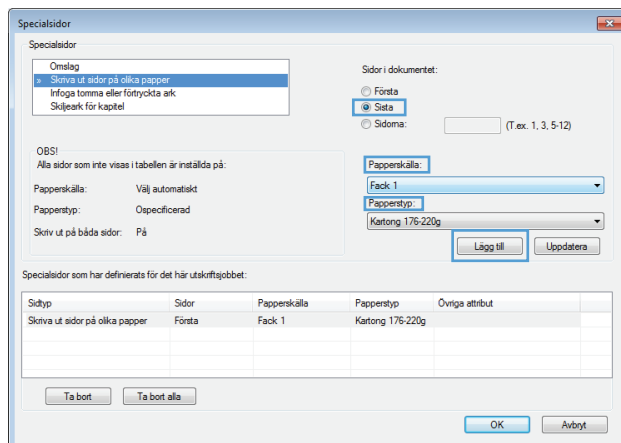 Specialsidor
Specialsidor
Omslag
» Skriva ut sidor på olika papper
Infoga tomma eller förtryckta ark
Skiljeark för kapitel
Sidor i dokumentet:
Första
Sista
Sidorna:
(T.ex. 1, 3, 5-12)
OBS!
Alla sidor som inte visas i tabellen är inställda på:
Papperskälla: Välj automatiskt
Papperstyp: Ospecificerad
Skriv ut på båda sidor: På
Papperskälla:
Fack 1
Papperstyp:
Kartong 176-220g
Lägg till Uppdatera
Specialsidor som har definierats för det här utskriftsjobbet:
Sidtyp Sidor Papperskälla Papperstyp Övriga attribut
Skriva ut sidor på olika papper Första Fack 1 Kartong 176-220g
Ta bort Ta bort alla
OK Avbryt